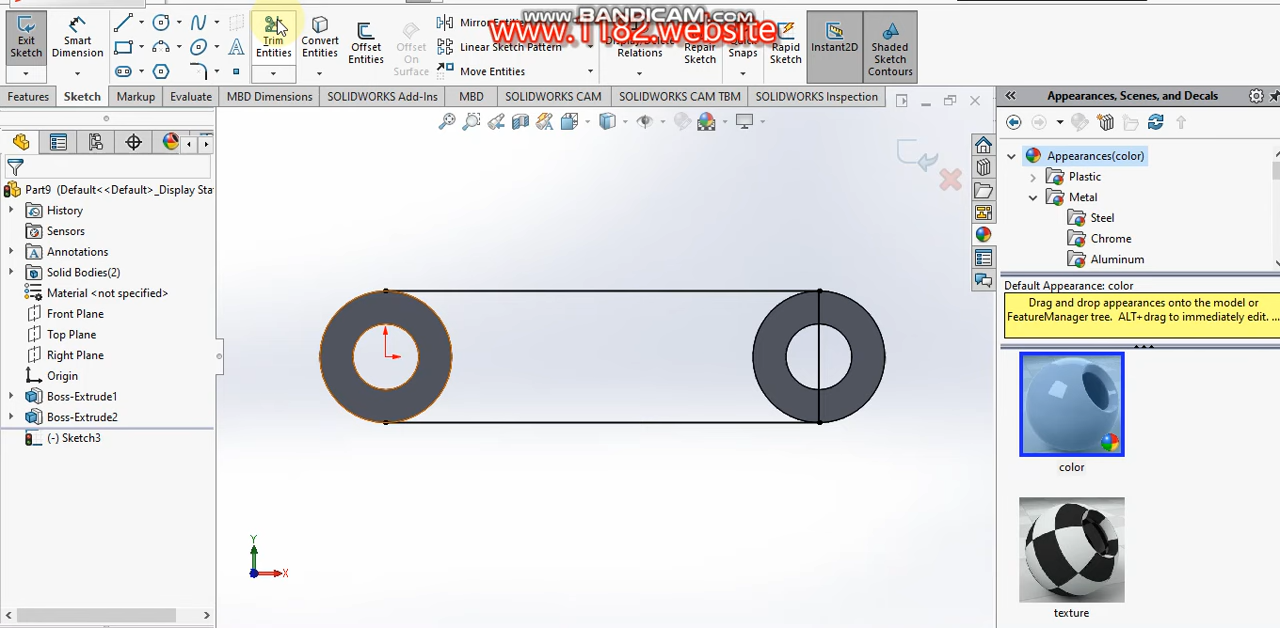 www.BANDICAM.com
www.1182.website
Exit
Sketch
Smart
Dimension
Trim
Entities
Convert
Entities
Offset
Entities
Offset
On
Surface
Linear Sketch Pattern
Move Entities
Relations
Repair
Sketch
Snaps
Rapid
Sketch
Instant2D
Shaded
Sketch
Contours
Features
Sketch
Markup
Evaluate
MBD Dimensions
SOLIDWORKS Add-Ins
MBD
SOLIDWORKS CAM
SOLIDWORKS CAM TBM
SOLIDWORKS Inspection
Appearances, Scenes, and Decals
Part9 (Default<<Default>_Display Sta
History
Sensors
Annotations
Solid Bodies(2)
Material <not specified>
Front Plane
Top Plane
Right Plane
Origin
Boss-Extrude1
Boss-Extrude2
(-) Sketch3
Y
X
Appearances(color)
Plastic
Metal
Steel
Chrome
Aluminum
Default Appearance: color
Drag and drop appearances onto the model or
FeatureManager tree. ALT+drag to immediately edit. ...
color
texture